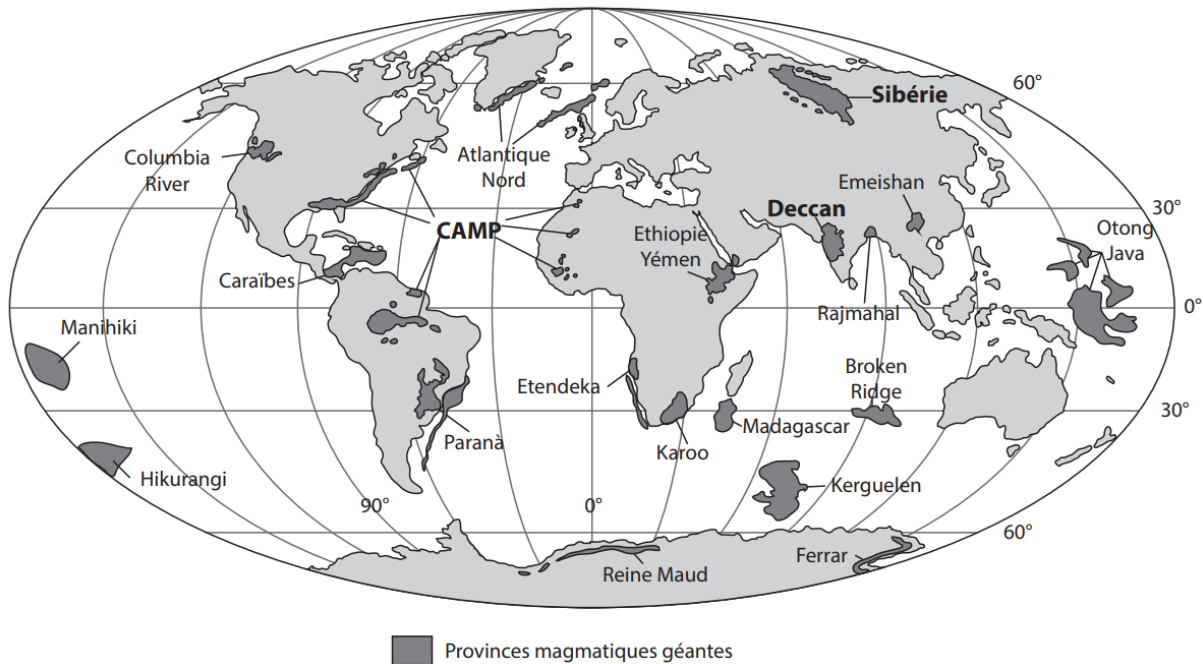 60°
Sibérie
Columbia
River
Atlantique
Nord
Emeishan
30°
Deccan
CAMP
Ethiopie
Yémen
Otong
Java
Caraïbes
Rajmahal
0°
Manihiki
Etendeka
Broken
Ridge
30°
Madagascar
Paranà
Karoo
Hikurangi
Kerguelen
90°
0°
60°
Ferrar
Reine Maud
Provinces magmatiques géantes